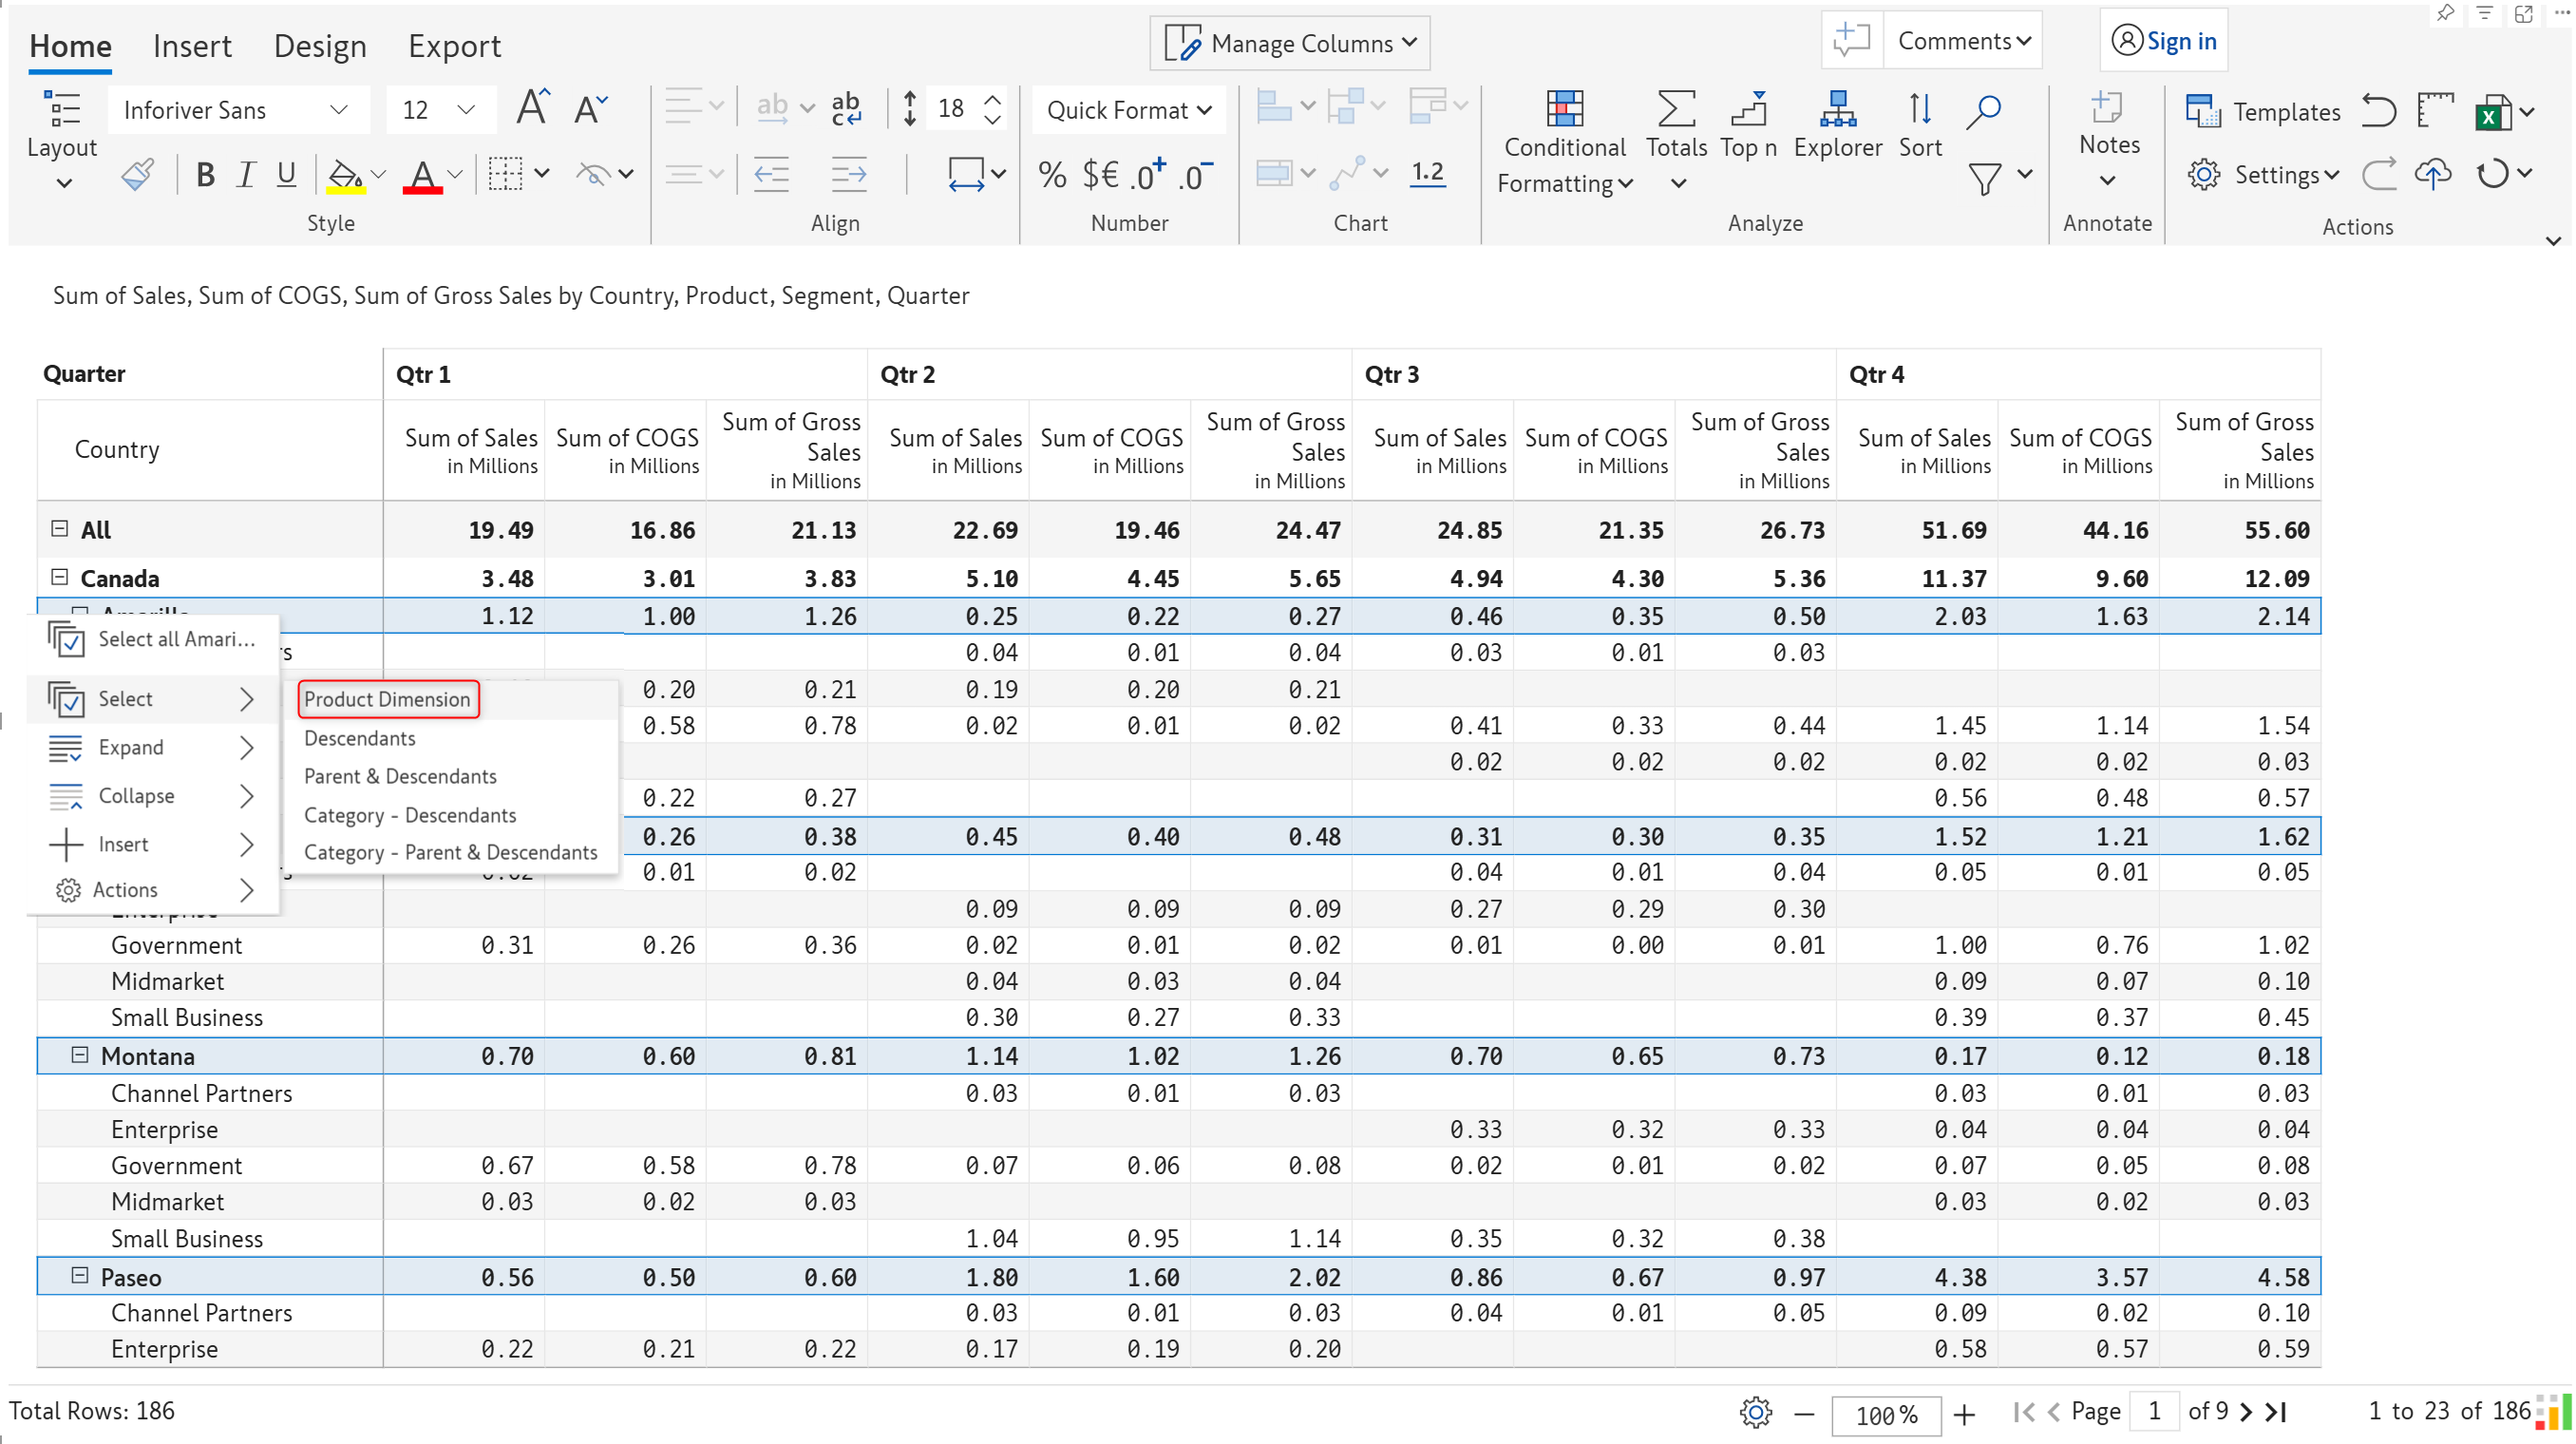 Home Insert Design Export Manage Columns Comments Sign in
Inforiver Sans 12 A A ab ab c 18 Quick Format Templates
Layout Conditional Formatting Totals Top n Explorer Sort Notes
B I U A % $€ .0+ .0- 1.2 Settings
Style Align Number Chart Analyze Annotate Actions
Sum of Sales, Sum of COGS, Sum of Gross Sales by Country, Product, Segment, Quarter
Quarter Qtr 1 Qtr 2 Qtr 3 Qtr 4
Country Sum of Sales in Millions Sum of COGS in Millions Sum of Gross Sales in Millions Sum of Sales in Millions Sum of COGS in Millions Sum of Gross Sales in Millions Sum of Sales in Millions Sum of COGS in Millions Sum of Gross Sales in Millions Sum of Sales in Millions Sum of COGS in Millions Sum of Gross Sales in Millions
All 19.49 16.86 21.13 22.69 19.46 24.47 24.85 21.35 26.73 51.69 44.16 55.60
Canada 3.48 3.01 3.83 5.10 4.45 5.65 4.94 4.30 5.36 11.37 9.60 12.09
1.12 1.00 1.26 0.25 0.22 0.27 0.46 0.35 0.50 2.03 1.63 2.14
Select all Amari...
rs 0.04 0.01 0.04 0.03 0.01 0.03
Select Product Dimension 0.20 0.21 0.19 0.20 0.21
Descendants 0.58 0.78 0.02 0.01 0.02 0.41 0.33 0.44 1.45 1.14 1.54
Expand
Parent & Descendants 0.02 0.02 0.02 0.02 0.02 0.03
Collapse 0.22 0.27 0.56 0.48 0.57
Category - Descendants
Insert 0.26 0.38 0.45 0.40 0.48 0.31 0.30 0.35 1.52 1.21 1.62
Category - Parent & Descendants
0.01 0.02 0.04 0.01 0.04 0.05 0.01 0.05
Actions
0.09 0.09 0.09 0.27 0.29 0.30
Government 0.31 0.26 0.36 0.02 0.01 0.02 0.01 0.00 0.01 1.00 0.76 1.02
Midmarket 0.04 0.03 0.04 0.09 0.07 0.10
Small Business 0.30 0.27 0.33 0.39 0.37 0.45
Montana 0.70 0.60 0.81 1.14 1.02 1.26 0.70 0.65 0.73 0.17 0.12 0.18
Channel Partners 0.03 0.01 0.03 0.03 0.01 0.03
Enterprise 0.33 0.32 0.33 0.04 0.04 0.04
Government 0.67 0.58 0.78 0.07 0.06 0.08 0.02 0.01 0.02 0.07 0.05 0.08
Midmarket 0.03 0.02 0.03 0.03 0.02 0.03
Small Business 1.04 0.95 1.14 0.35 0.32 0.38
Paseo 0.56 0.50 0.60 1.80 1.60 2.02 0.86 0.67 0.97 4.38 3.57 4.58
Channel Partners 0.03 0.01 0.03 0.04 0.01 0.05 0.09 0.02 0.10
Enterprise 0.22 0.21 0.22 0.17 0.19 0.20 0.58 0.57 0.59
Total Rows: 186 100% Page 1 of 9 1 to 23 of 186